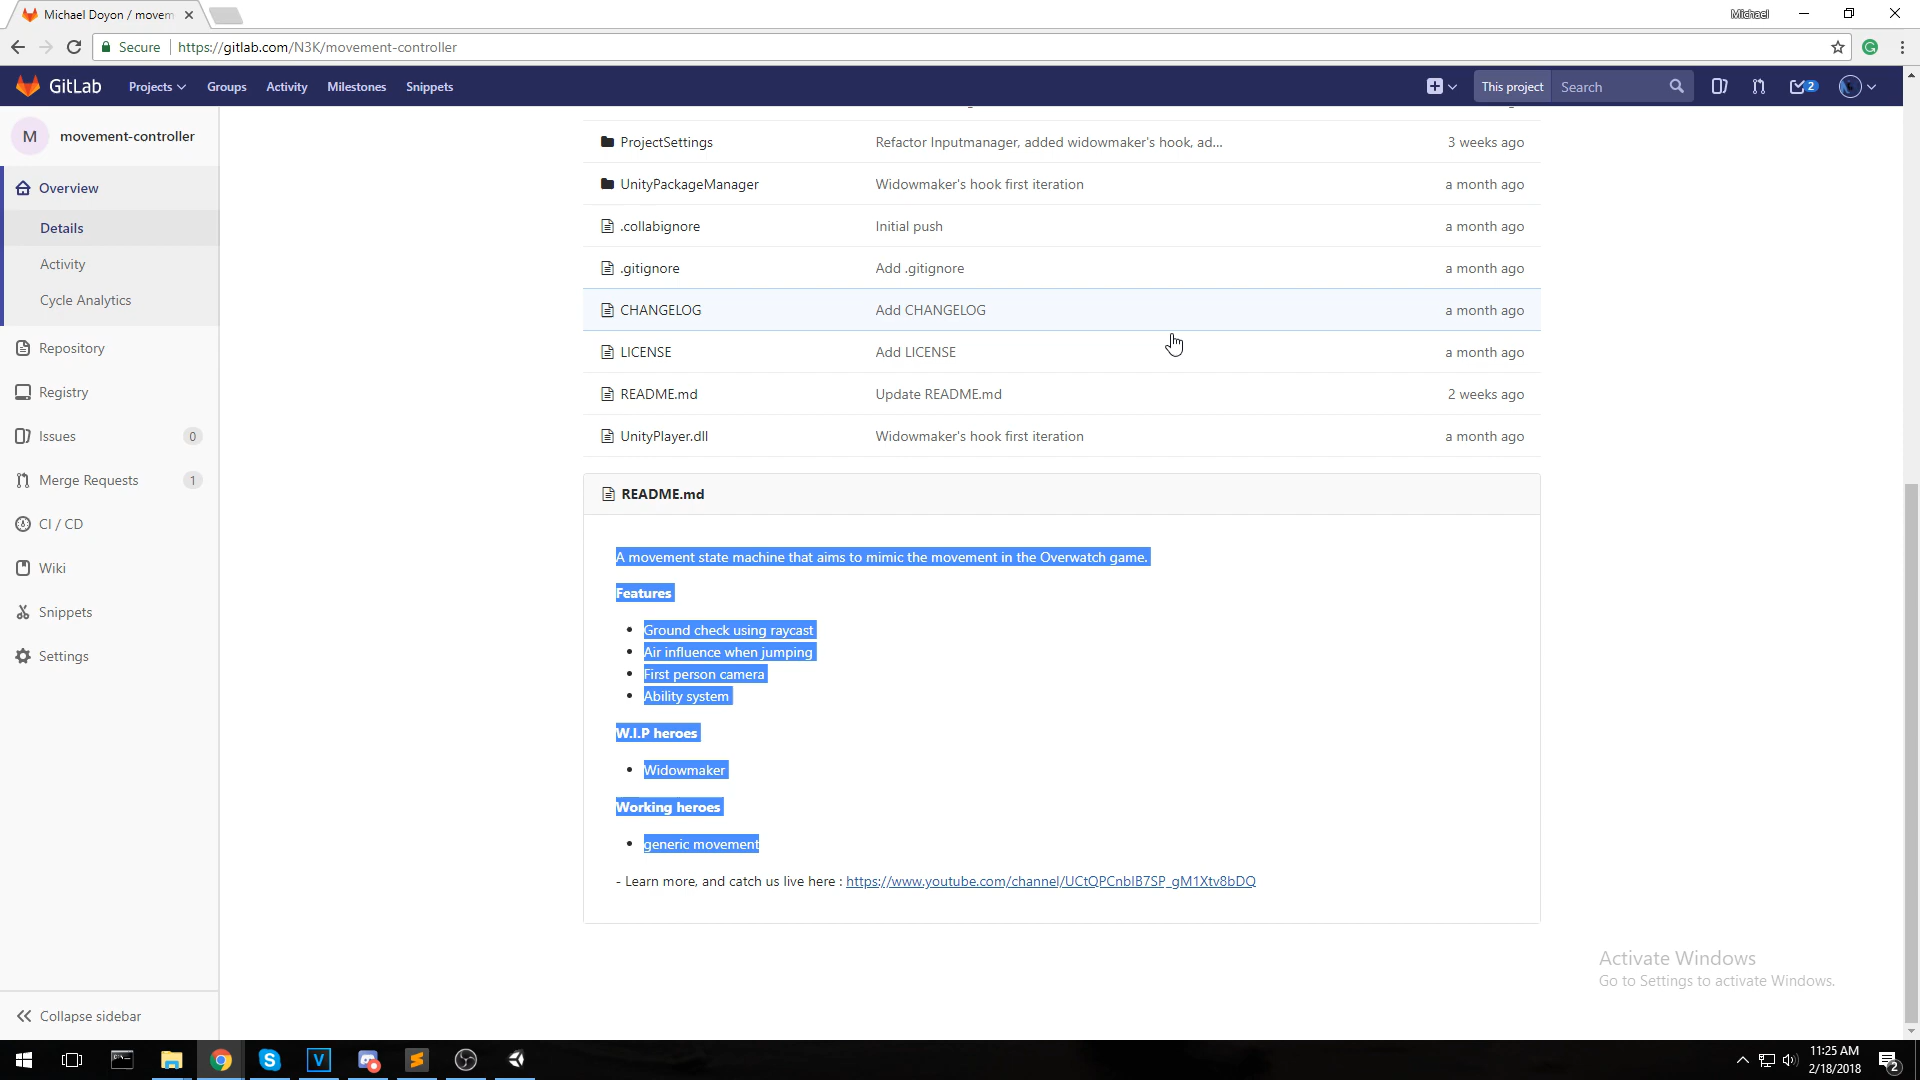 Michael Doyon / movem
Michael
Secure
https://gitlab.com/N3K/movement-controller
GitLab
Projects
Groups
Activity
Milestones
Snippets
This project
Search
2
M
movement-controller
Overview
Details
Activity
Cycle Analytics
Repository
Registry
Issues 0
Merge Requests 1
CI / CD
Wiki
Snippets
Settings
Collapse sidebar
ProjectSettings Refactor Inputmanager, added widowmaker's hook, ad... 3 weeks ago
UnityPackageManager Widowmaker's hook first iteration a month ago
.collabignore Initial push a month ago
.gitignore Add .gitignore a month ago
CHANGELOG Add CHANGELOG a month ago
LICENSE Add LICENSE a month ago
README.md Update README.md 2 weeks ago
UnityPlayer.dll Widowmaker's hook first iteration a month ago
README.md
A movement state machine that aims to mimic the movement in the Overwatch game.
Features
• Ground check using raycast
• Air influence when jumping
• First person camera
• Ability system
W.I.P heroes
• Widowmaker
Working heroes
• generic movement
- Learn more, and catch us live here : https://www.youtube.com/channel/UCtQPCnbIB7SP_gM1Xtv8bDQ
Activate Windows
Go to Settings to activate Windows.
11:25 AM
2/18/2018
2